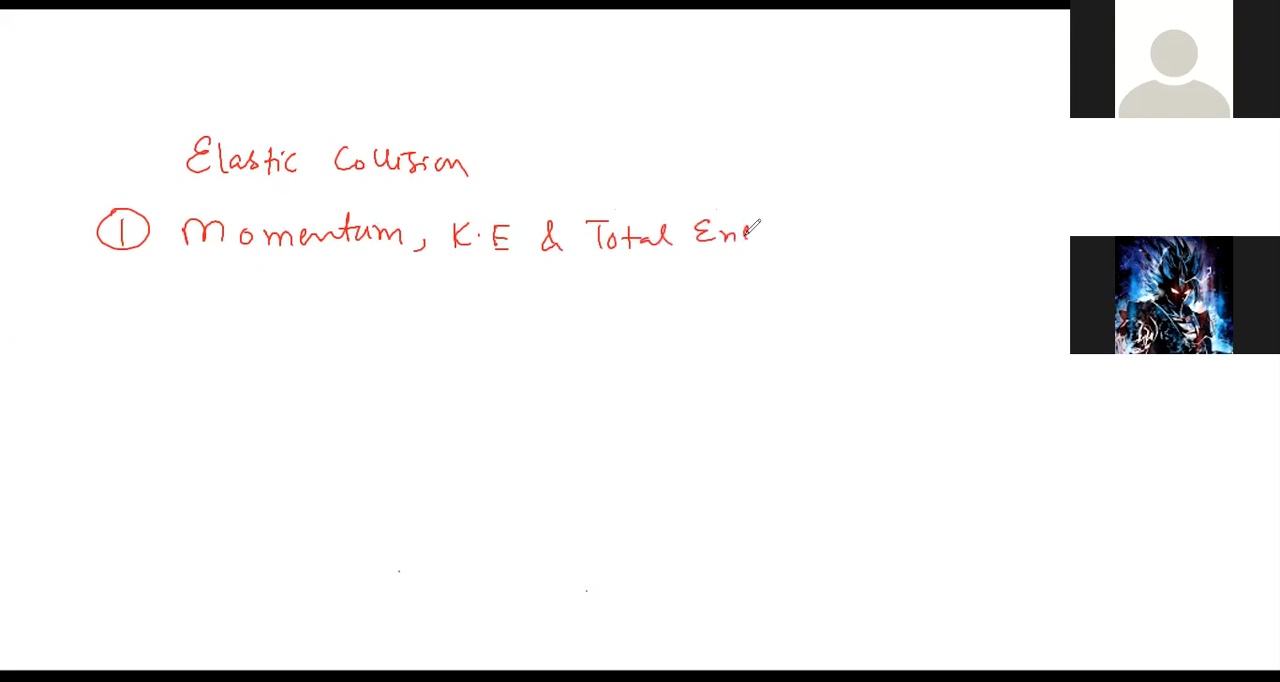 Elastic Collision
① Momentum, K.E & Total Ene